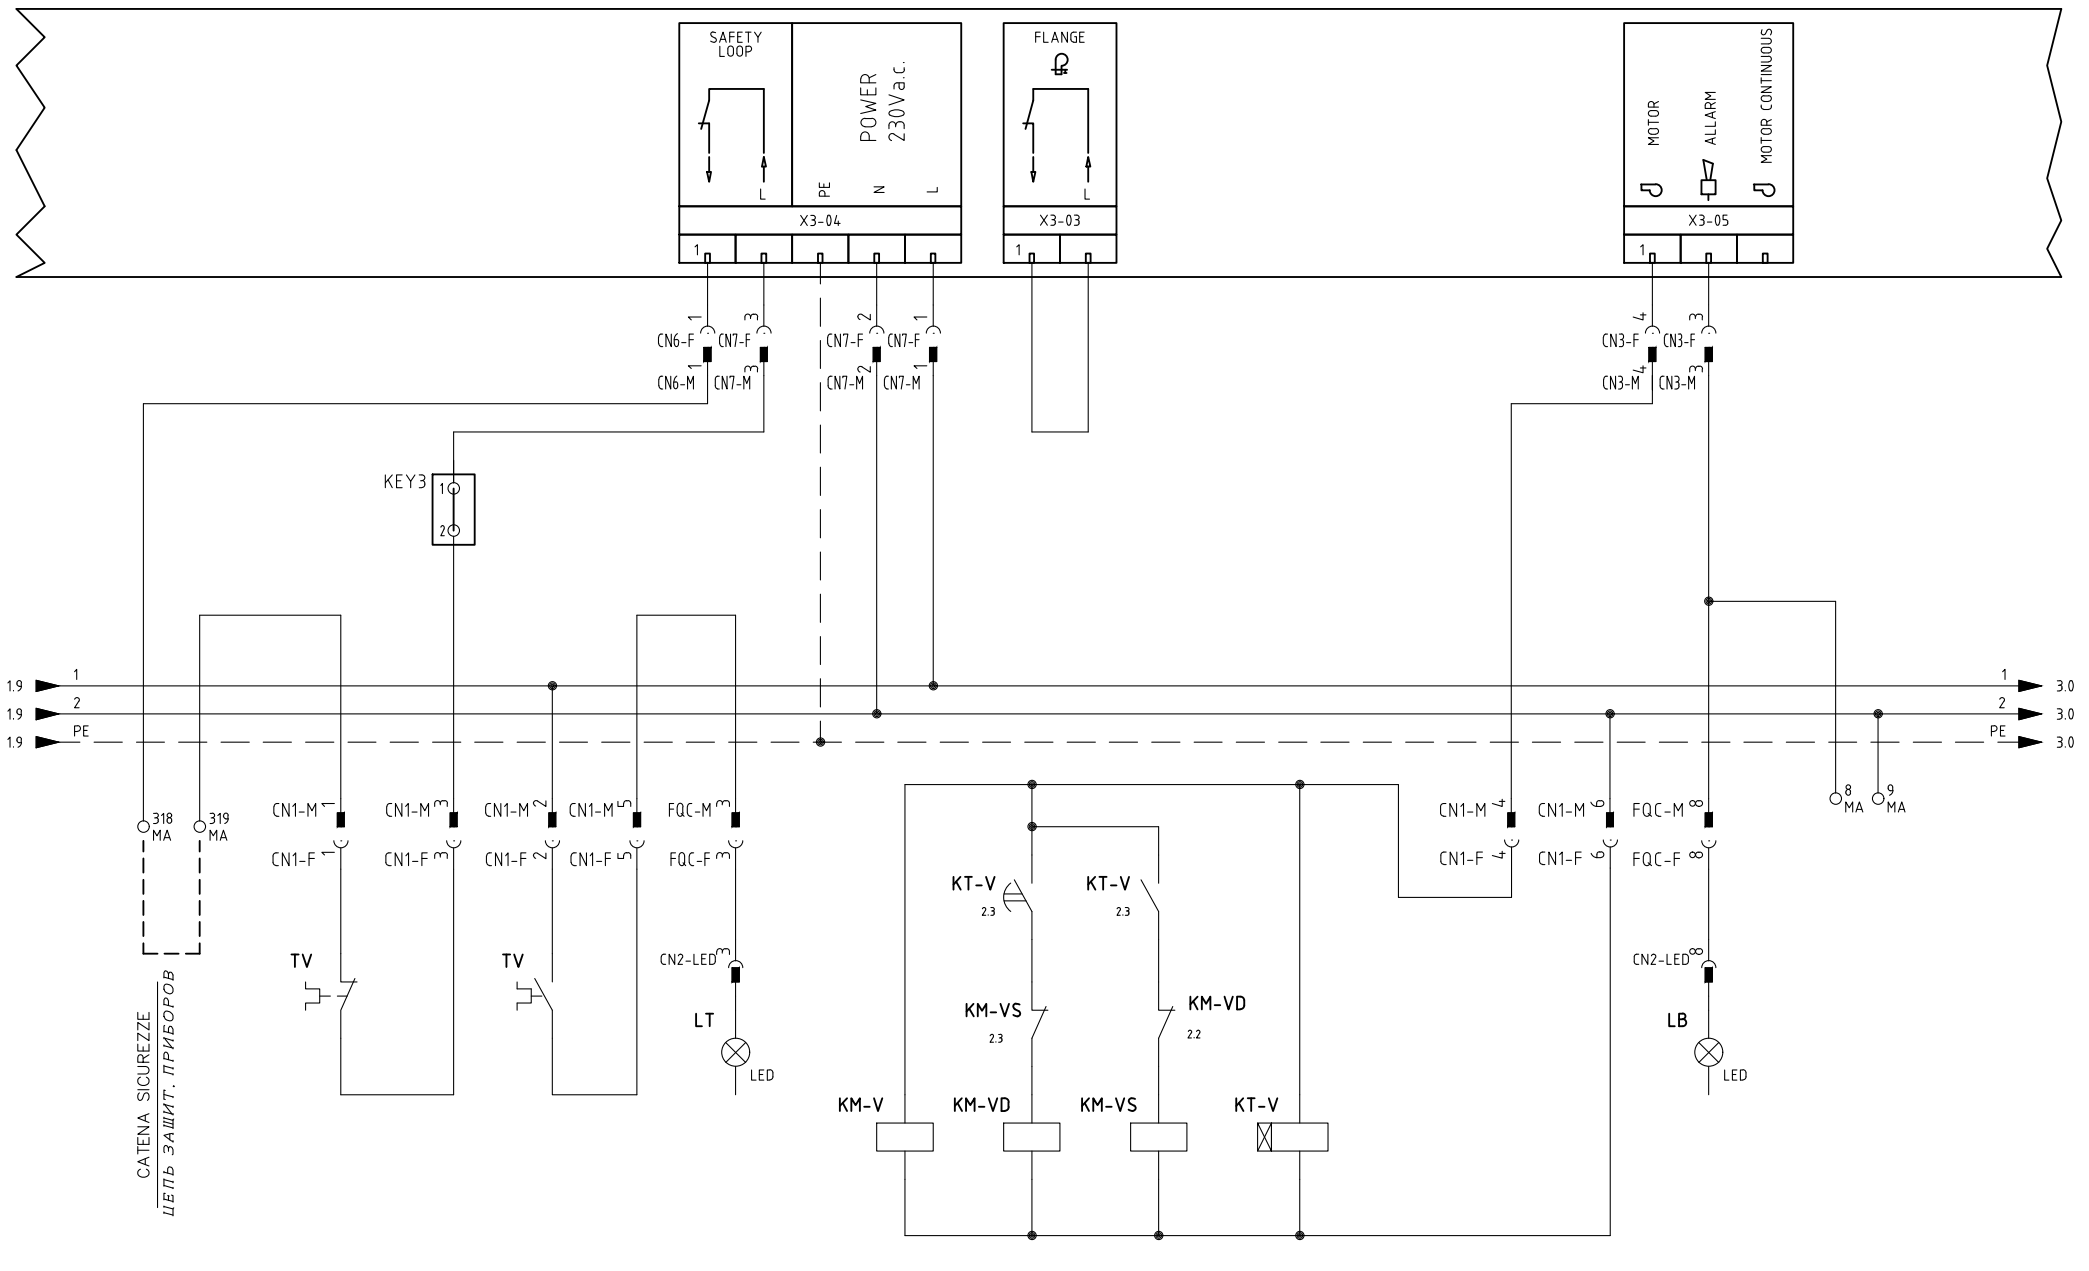 SAFETY
LOOP
POWER
230Va.c.
L
PE
N
L
X3-04
1
FLANGE
L
X3-03
1
MOTOR
ALLARM
MOTOR CONTINUOUS
X3-05
1
1
3
2
1
4
3
CN6-F
CN7-F
CN7-F
CN7-F
CN3-F
CN3-F
1
3
2
1
4
3
CN6-M
CN7-M
CN7-M
CN7-M
CN3-M
CN3-M
KEY3
1
2
1.9
1
1
3.0
1.9
2
2
3.0
1.9
PE
PE
3.0
318
MA
319
MA
8
MA
9
MA
CN1-M 1
CN1-M 3
CN1-M 2
CN1-M 5
FQC-M 3
CN1-M 4
CN1-M 6
FQC-M 8
CN1-F 1
CN1-F 3
CN1-F 2
CN1-F 5
FQC-F 3
CN1-F 4
CN1-F 6
FQC-F 8
KT-V
2.3
KT-V
2.3
TV
TV
CN2-LED 3
CN2-LED 8
KM-VS
2.3
KM-VD
2.2
LT
LED
LB
LED
KM-V
KM-VD
KM-VS
KT-V
CATENA SICUREZZE
ЦЕПЬ ЗАЩИТ. ПРИБОРОВ